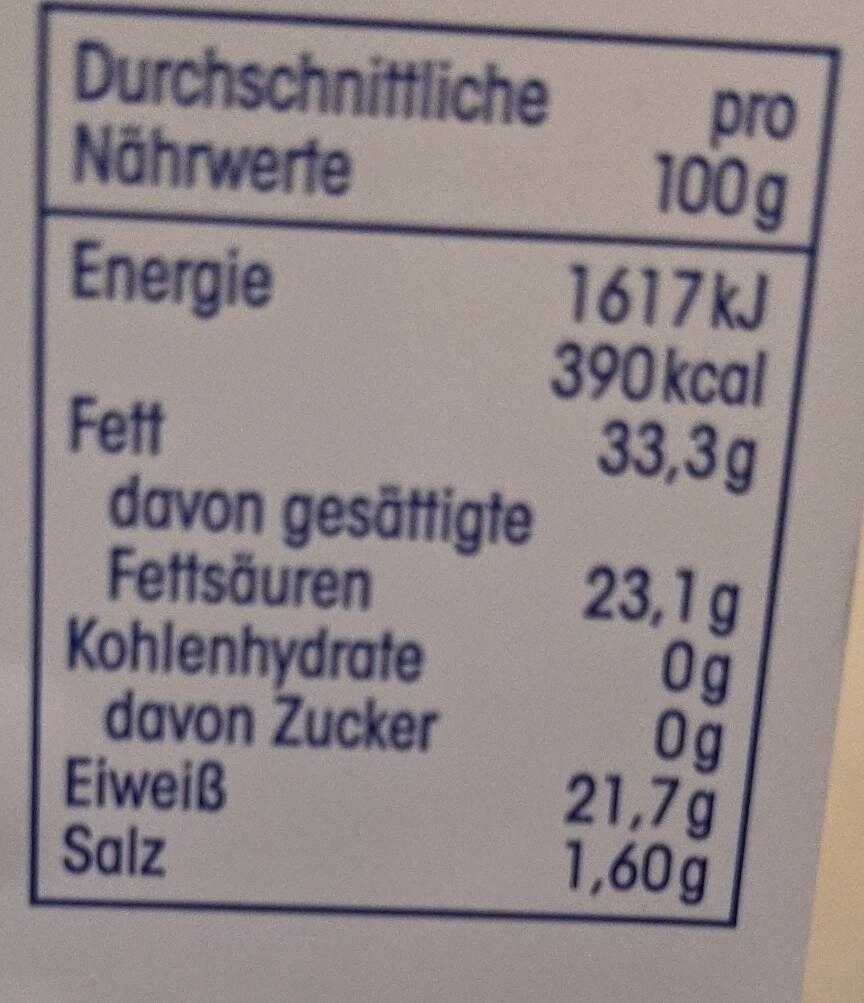 Durchschnittliche pro
Nährwerte 100g
Energie 1617kJ
390kcal
Fett 33,3g
davon gesättigte
Fettsäuren 23,1g
Kohlenhydrate 0g
davon Zucker 0g
Eiweiß 21,7g
Salz 1,60g